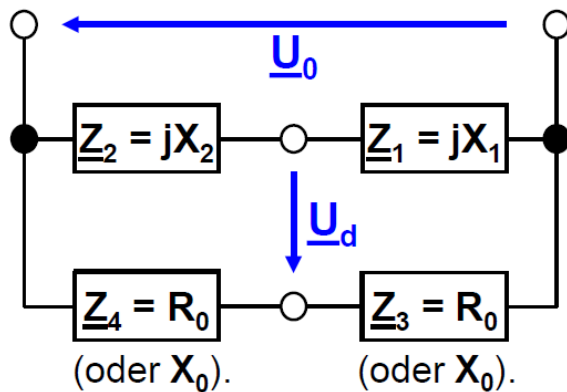 U0
Z2 = jX2
Z1 = jX1
Ud
Z4 = R0
Z3 = R0
(oder X0).
(oder X0).